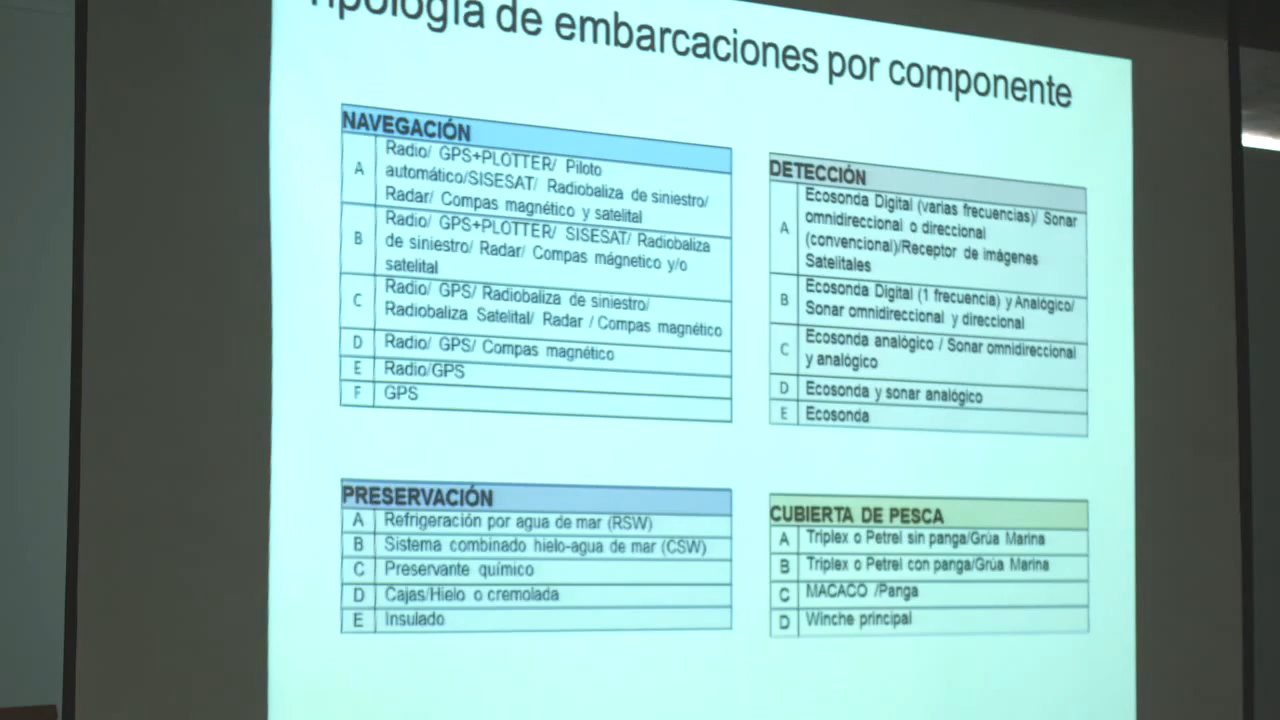 Tipología de embarcaciones por componente
NAVEGACIÓN
A Radio/ GPS+PLOTTER/ Piloto
automático/SISESAT/ Radiobaliza de siniestro/
Radar/ Compas magnético y satelital
B Radio/ GPS+PLOTTER/ SISESAT/ Radiobaliza
de siniestro/ Radar/ Compas mágnetico y/o
satelital
C Radio/ GPS/ Radiobaliza de siniestro/
Radiobaliza Satelital/ Radar / Compas magnético
D Radio/ GPS/ Compas magnético
E Radio/GPS
F GPS
DETECCIÓN
A Ecosonda Digital (varias frecuencias)/ Sonar
omnidireccional o direccional
(convencional)/Receptor de imágenes
Satelitales
B Ecosonda Digital (1 frecuencia) y Analógico/
Sonar omnidireccional y direccional
C Ecosonda analógico / Sonar omnidireccional
y analógico
D Ecosonda y sonar analógico
E Ecosonda
PRESERVACIÓN
A Refrigeración por agua de mar (RSW)
B Sistema combinado hielo-agua de mar (CSW)
C Preservante químico
D Cajas/Hielo o cremolada
E Insulado
CUBIERTA DE PESCA
A Triplex o Petrel sin panga/Grúa Marina
B Triplex o Petrel con panga/Grúa Marina
C MACACO /Panga
D Winche principal